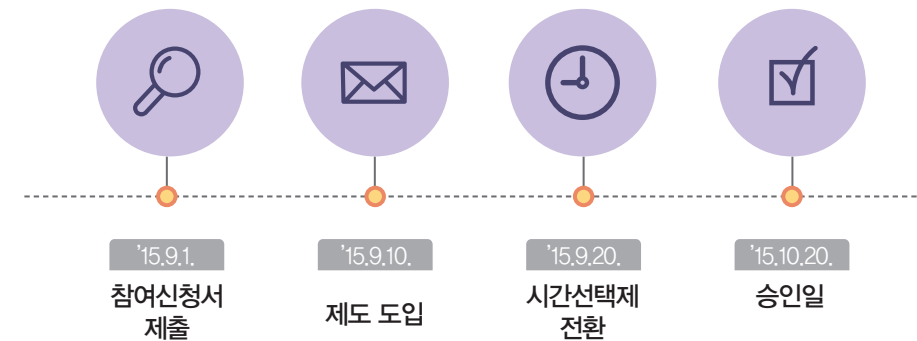 '15.9.1.
참여신청서
제출
'15.9.10.
제도 도입
'15.9.20.
시간선택제
전환
'15.10.20.
승인일